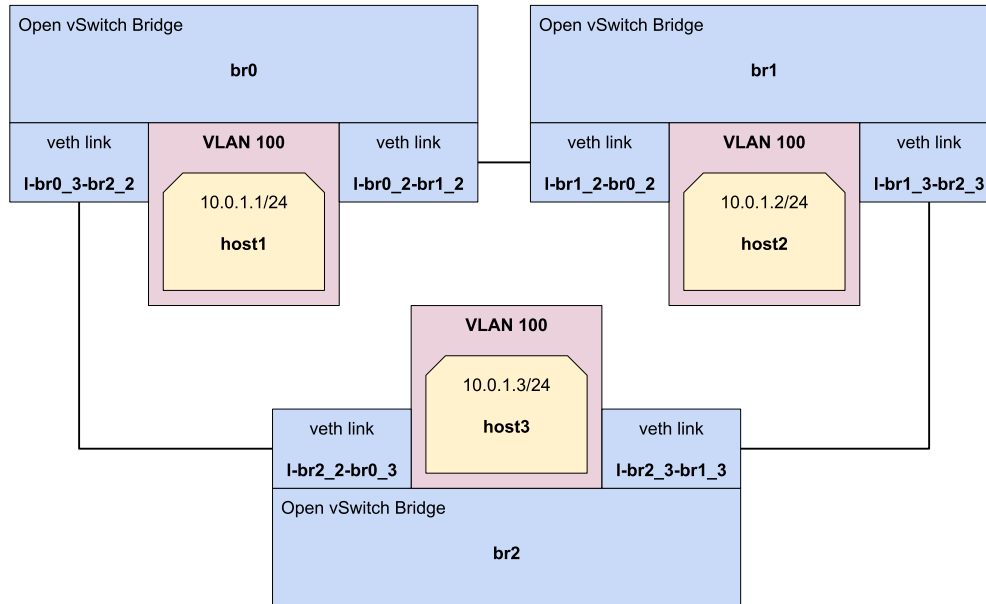 Open vSwitch Bridge
br0
veth link
l-br0_3-br2_2
VLAN 100
10.0.1.1/24
host1
veth link
l-br0_2-br1_2
Open vSwitch Bridge
br1
veth link
l-br1_2-br0_2
VLAN 100
10.0.1.2/24
host2
veth link
l-br1_3-br2_3
VLAN 100
10.0.1.3/24
host3
veth link
l-br2_2-br0_3
veth link
l-br2_3-br1_3
Open vSwitch Bridge
br2